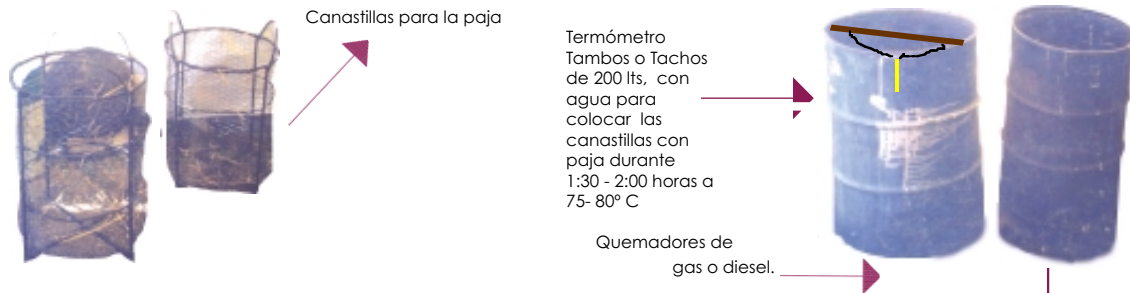 Canastillas para la paja
Termómetro
Tambos o Tachos
de 200 lts, con
agua para
colocar las
canastillas con
paja durante
1:30 - 2:00 horas a
75- 80º C
Quemadores de
gas o diesel.